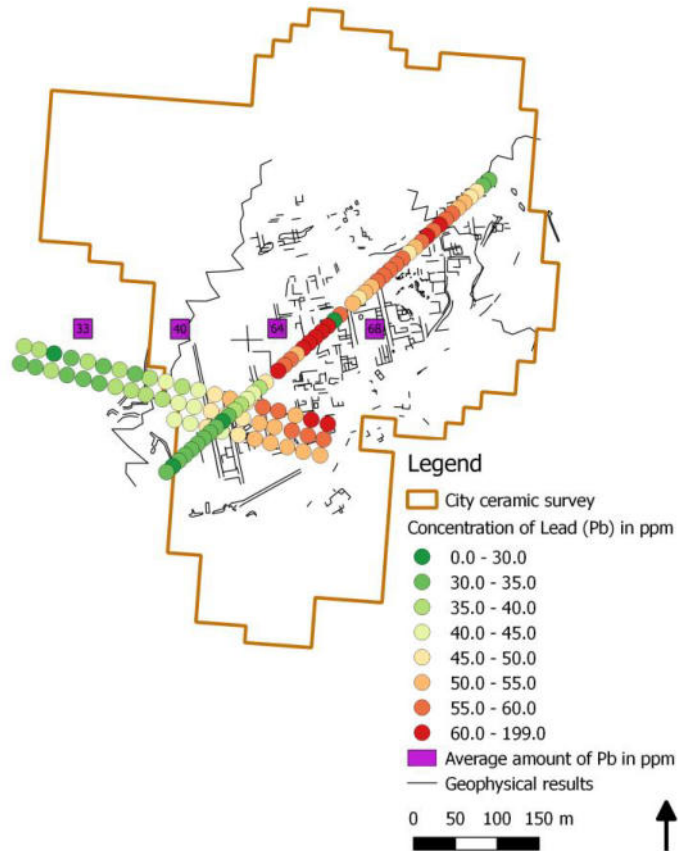 33 40 64 68
Legend
City ceramic survey
Concentration of Lead (Pb) in ppm
0.0 - 30.0
30.0 - 35.0
35.0 - 40.0
40.0 - 45.0
45.0 - 50.0
50.0 - 55.0
55.0 - 60.0
60.0 - 199.0
Average amount of Pb in ppm
Geophysical results
0 50 100 150 m